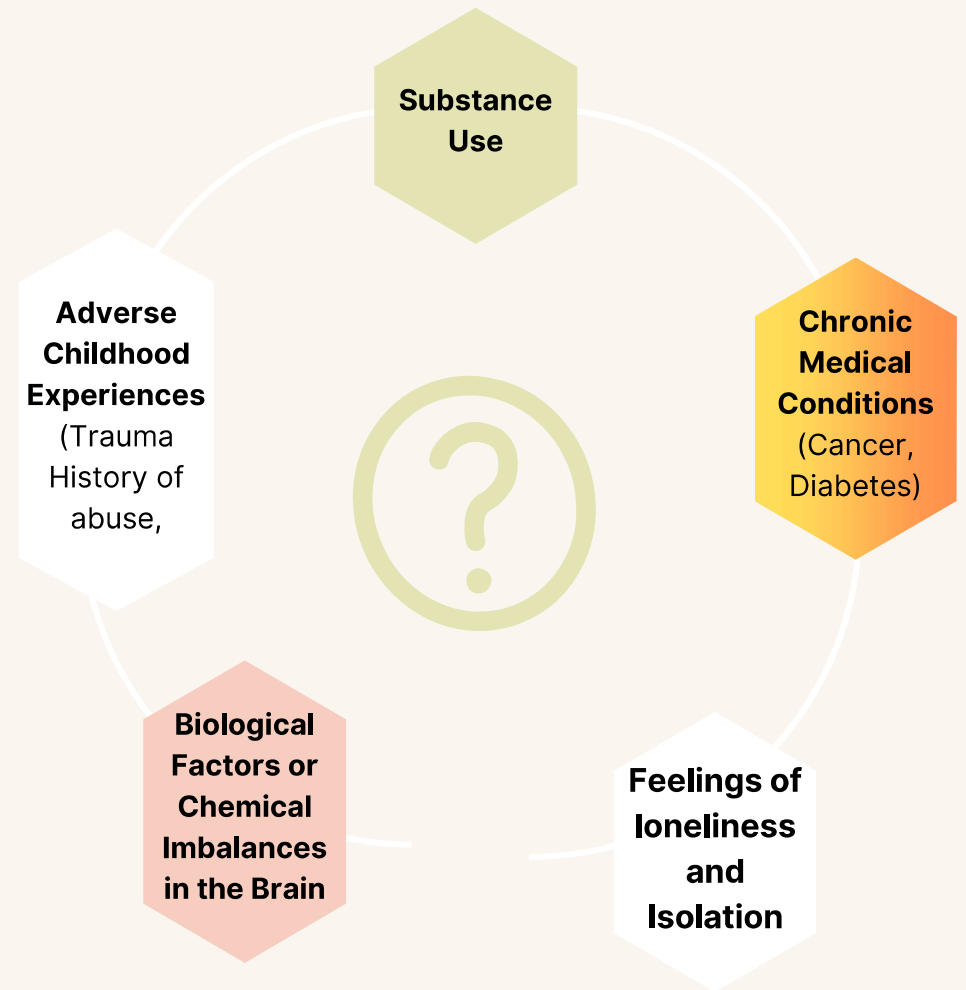 Substance
Use
Chronic
Medical
Conditions
(Cancer,
Diabetes)
Feelings of
loneliness
and
Isolation
Biological
Factors or
Chemical
Imbalances
in the Brain
Adverse
Childhood
Experiences
(Trauma
History of
abuse,
?